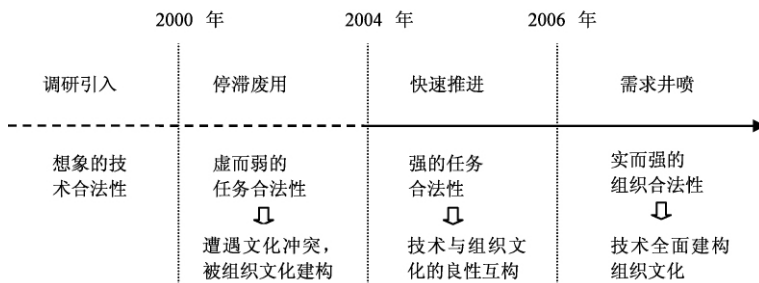 2000 年 2004 年 2006 年
调研引入 停滞废用 快速推进 需求井喷
想象的技
术合法性
虚而弱的
任务合法性
遭遇文化冲突，
被组织文化建构
强的任务
合法性
技术与组织文
化的良性互构
实而强的
组织合法性
技术全面建构
组织文化